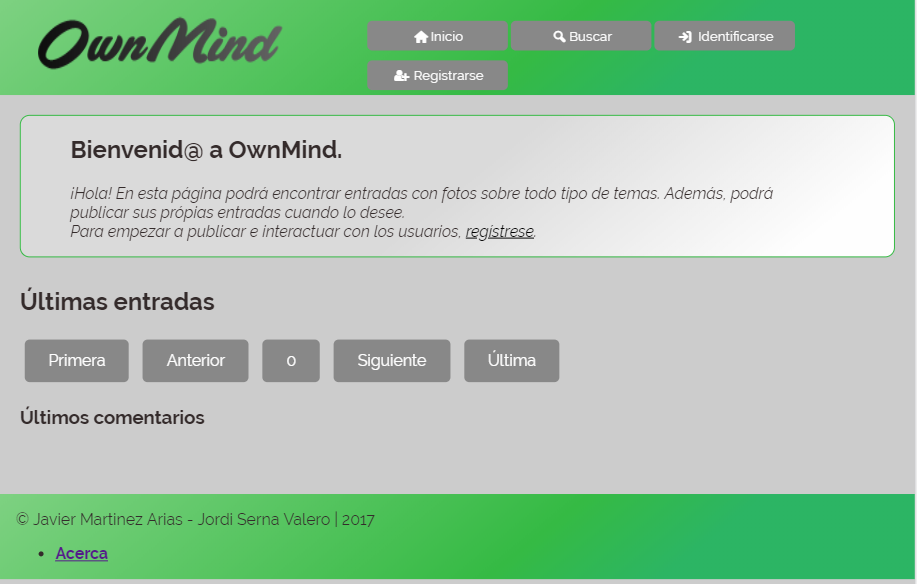 OwnMind
Inicio
Buscar
Identificarse
Registrarse
Bienvenid@ a OwnMind.
¡Hola! En esta página podrá encontrar entradas con fotos sobre todo tipo de temas. Además, podrá
publicar sus própias entradas cuando lo desee.
Para empezar a publicar e interactuar con los usuarios, regístrese.
Últimas entradas
Primera
Anterior
0
Siguiente
Última
Últimos comentarios
© Javier Martinez Arias - Jordi Serna Valero | 2017
• Acerca